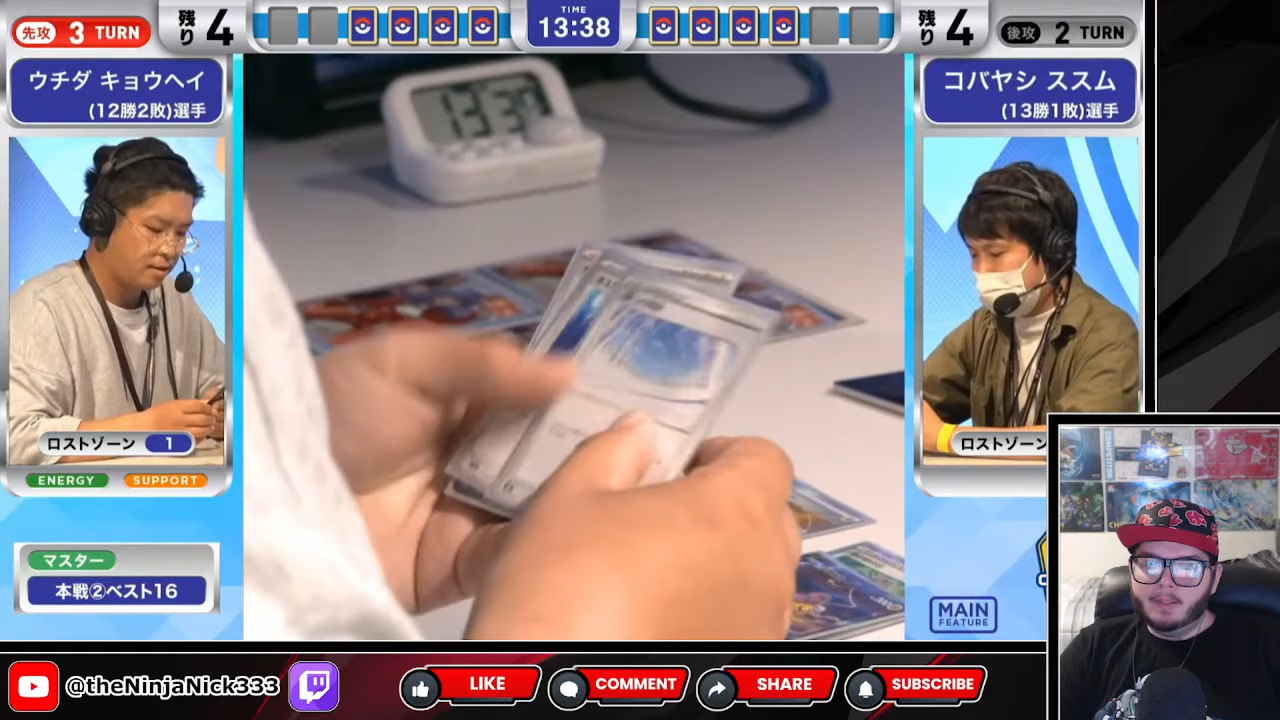 先攻 3 TURN
残り 4
TIME
13:38
残り 4
後攻 2 TURN
ウチダ キョウヘイ
(12勝2敗)選手
コバヤシ ススム
(13勝1敗)選手
ロストゾーン 1
ロストゾーン
ENERGY SUPPORT
マスター
本戦②ベスト16
MAIN
FEATURE
@theNinjaNick333
LIKE
COMMENT
SHARE
SUBSCRIBE